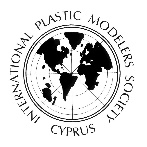 INTERNATIONAL PLASTIC MODELERS SOCIETY
CYPRUS